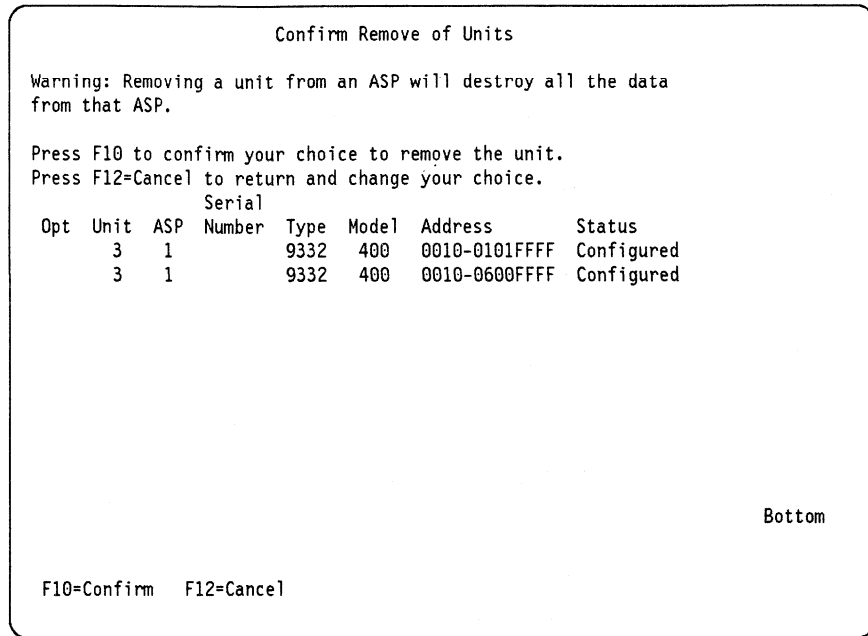 Confirm Remove of Units
Warning: Removing a unit from an ASP will destroy all the data
from that ASP.
Press F10 to confirm your choice to remove the unit.
Press F12=Cancel to return and change your choice.
Serial
Opt Unit ASP Number Type Model Address Status
3 1 9332 400 0010-0101FFFF Configured
3 1 9332 400 0010-0600FFFF Configured
Bottom
F10=Confirm F12=Cancel